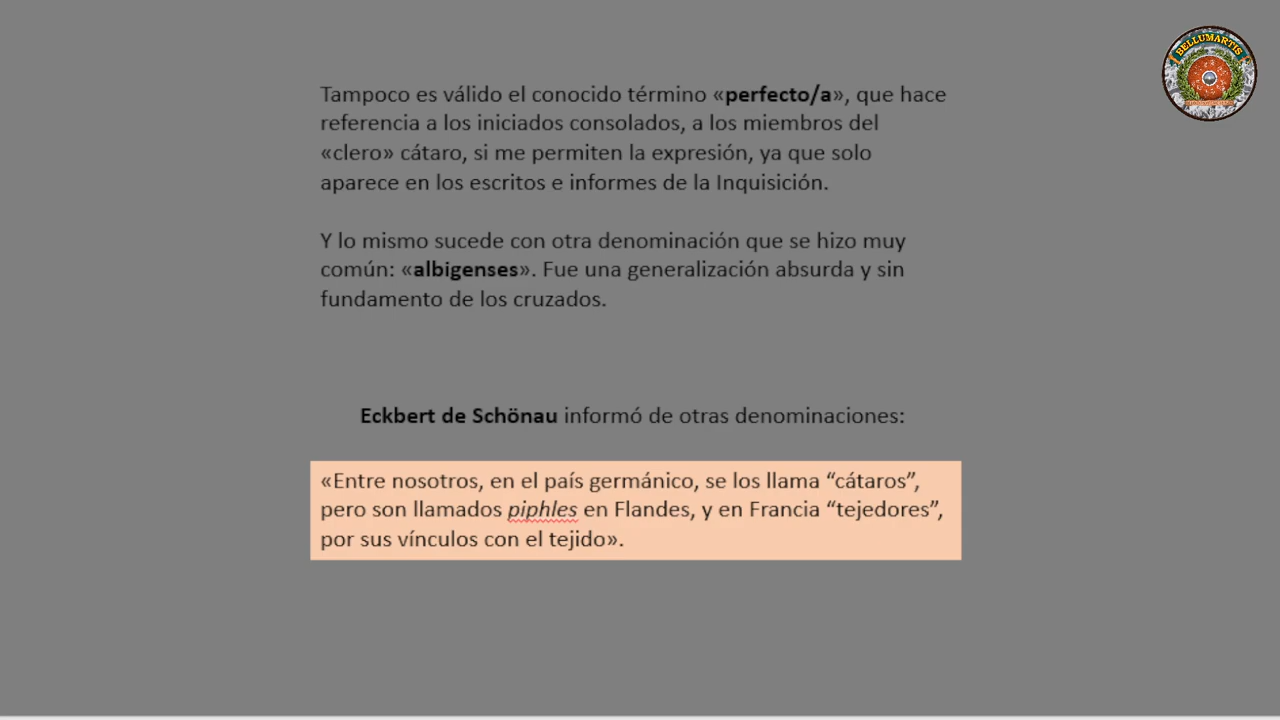 BELLUMARTIS
Tampoco es válido el conocido término «perfecto/a», que hace
referencia a los iniciados consolados, a los miembros del
«clero» cátaro, si me permiten la expresión, ya que solo
aparece en los escritos e informes de la Inquisición.
Y lo mismo sucede con otra denominación que se hizo muy
común: «albigenses». Fue una generalización absurda y sin
fundamento de los cruzados.
Eckbert de Schönau informó de otras denominaciones:
«Entre nosotros, en el país germánico, se los llama “cátaros”,
pero son llamados piphles en Flandes, y en Francia “tejedores”,
por sus vínculos con el tejido».